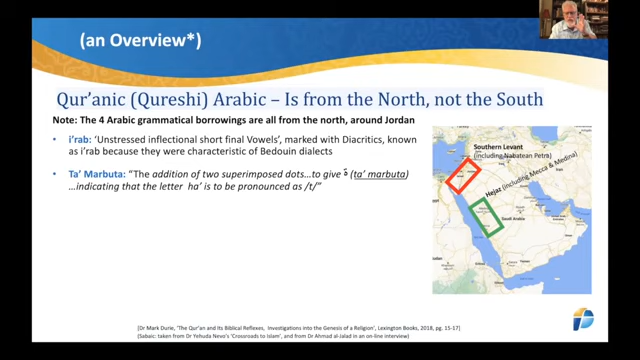 (an Overview*)
Qur'anic (Qureshi) Arabic – Is from the North, not the South
Note: The 4 Arabic grammatical borrowings are all from the north, around Jordan
• i'rab: 'Unstressed inflectional short final Vowels', marked with Diacritics, known
as i'rab because they were characteristic of Bedouin dialects
• Ta' Marbuta: "The addition of two superimposed dots…to give ة (ta' marbuta)
…indicating that the letter ha' is to be pronounced as /t/"
Southern Levant
(including Nabatean Petra)
Hejaz (including Mecca & Medina)
Saudi Arabia
[Dr Mark Durie, 'The Qur'an and Its Biblical Reflexes, Investigations into the Genesis of a Religion', Lexington Books, 2018, pg. 15-17]
(Sabaic: taken from Dr Yehuda Nevo's 'Crossroads to Islam', and from Dr Ahmad al-Jalad in an on-line interview)